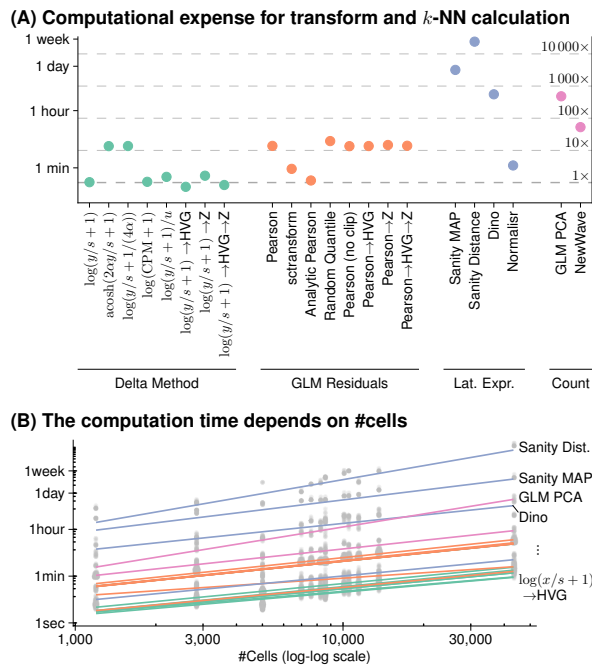 (A) Computational expense for transform and k-NN calculation
1 week
1 day
1 hour
1 min
10 000×
1 000×
100×
10×
1×
log(y/s + 1)
acosh(2αy/s + 1)
log(y/s + 1/(4α))
log(CPM + 1)
log(y/s + 1)/u
log(y/s + 1) →HVG
log(y/s + 1) →Z
log(y/s + 1) →HVG→Z
Pearson
sctransform
Analytic Pearson
Random Quantile
Pearson (no clip)
Pearson→HVG
Pearson→Z
Pearson→HVG→Z
Sanity MAP
Sanity Distance
Dino
Normalisr
GLM PCA
NewWave
Delta Method
GLM Residuals
Lat. Expr.
Count
(B) The computation time depends on #cells
1week
1day
1hour
1min
1sec
Sanity Dist.
Sanity MAP
GLM PCA
Dino
...
log(x/s + 1)
→HVG
1,000
3,000
10,000
30,000
#Cells (log-log scale)